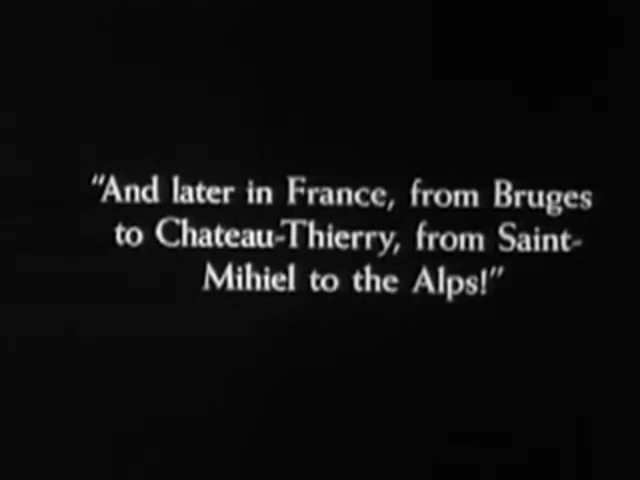 "And later in France, from Bruges
to Chateau-Thierry, from Saint-
Mihiel to the Alps!"